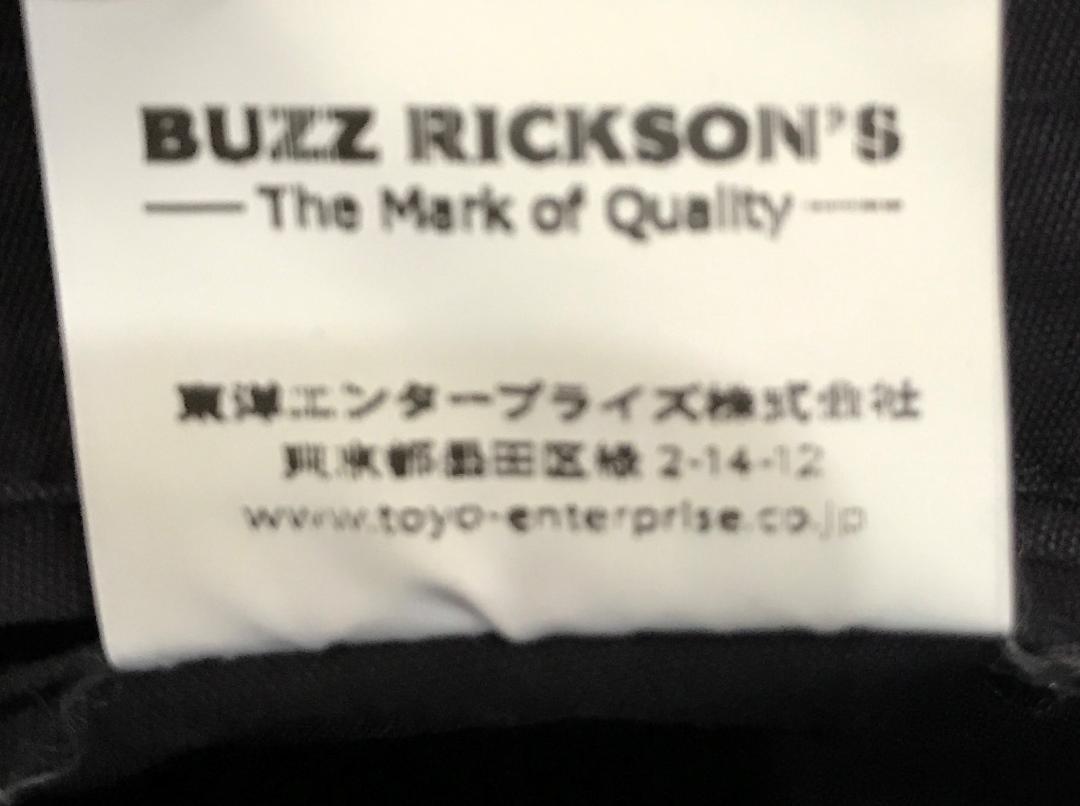 BUZZ RICKSON'S
The Mark of Quality
東洋エンタープライズ株式会社
東京都墨田区緑 2-14-12
www.toyo-enterprise.co.jp